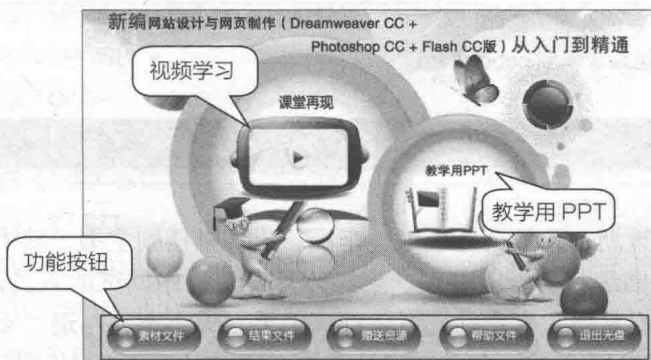 新编网站设计与网页制作（Dreamweaver CC +
Photoshop CC + Flash CC版）从入门到精通
视频学习
课堂再现
教学用PPT
教学用 PPT
功能按钮
素材文件
结果文件
赠送资源
帮助文件
退出光盘